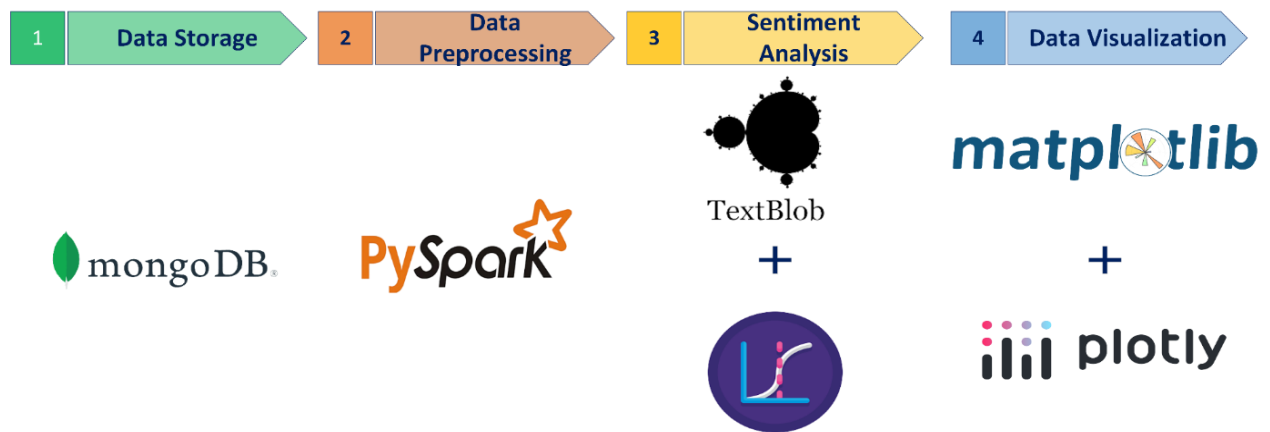 1 Data Storage
2 Data
Preprocessing
3 Sentiment
Analysis
4 Data Visualization
mongoDB®
PySpark
TextBlob
+
matplotlib
+
plotly